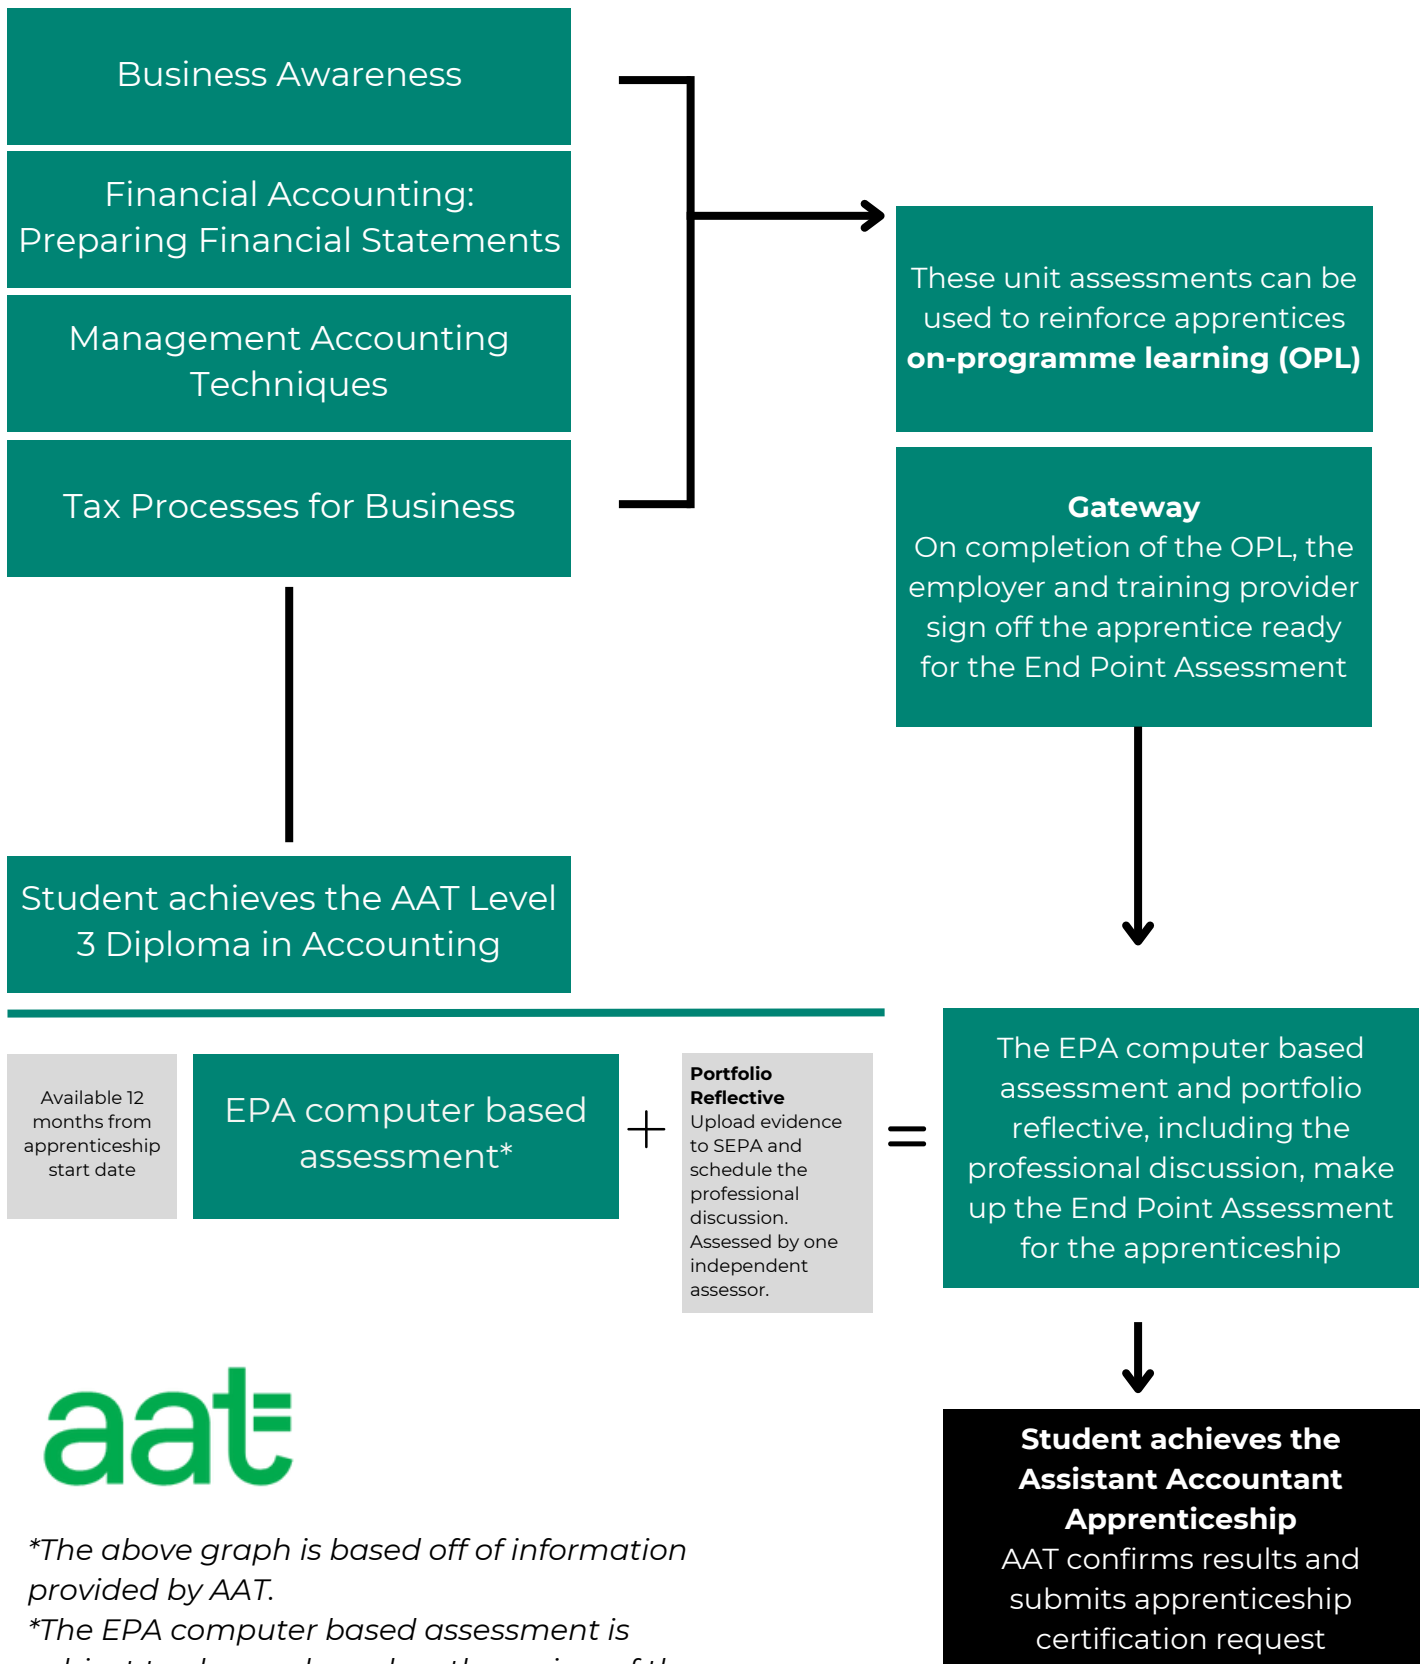 Business Awareness
Financial Accounting:
Preparing Financial Statements
Management Accounting
Techniques
Tax Processes for Business
These unit assessments can be
used to reinforce apprentices
on-programme learning (OPL)
Gateway
On completion of the OPL, the
employer and training provider
sign off the apprentice ready
for the End Point Assessment
Student achieves the AAT Level
3 Diploma in Accounting
Available 12
months from
apprenticeship
start date
EPA computer based
assessment*
+
Portfolio
Reflective
Upload evidence
to SEPA and
schedule the
professional
discussion.
Assessed by one
independent
assessor.
=
The EPA computer based
assessment and portfolio
reflective, including the
professional discussion, make
up the End Point Assessment
for the apprenticeship
Student achieves the
Assistant Accountant
Apprenticeship
AAT confirms results and
submits apprenticeship
certification request
aat
*The above graph is based off of information
provided by AAT.
*The EPA computer based assessment is